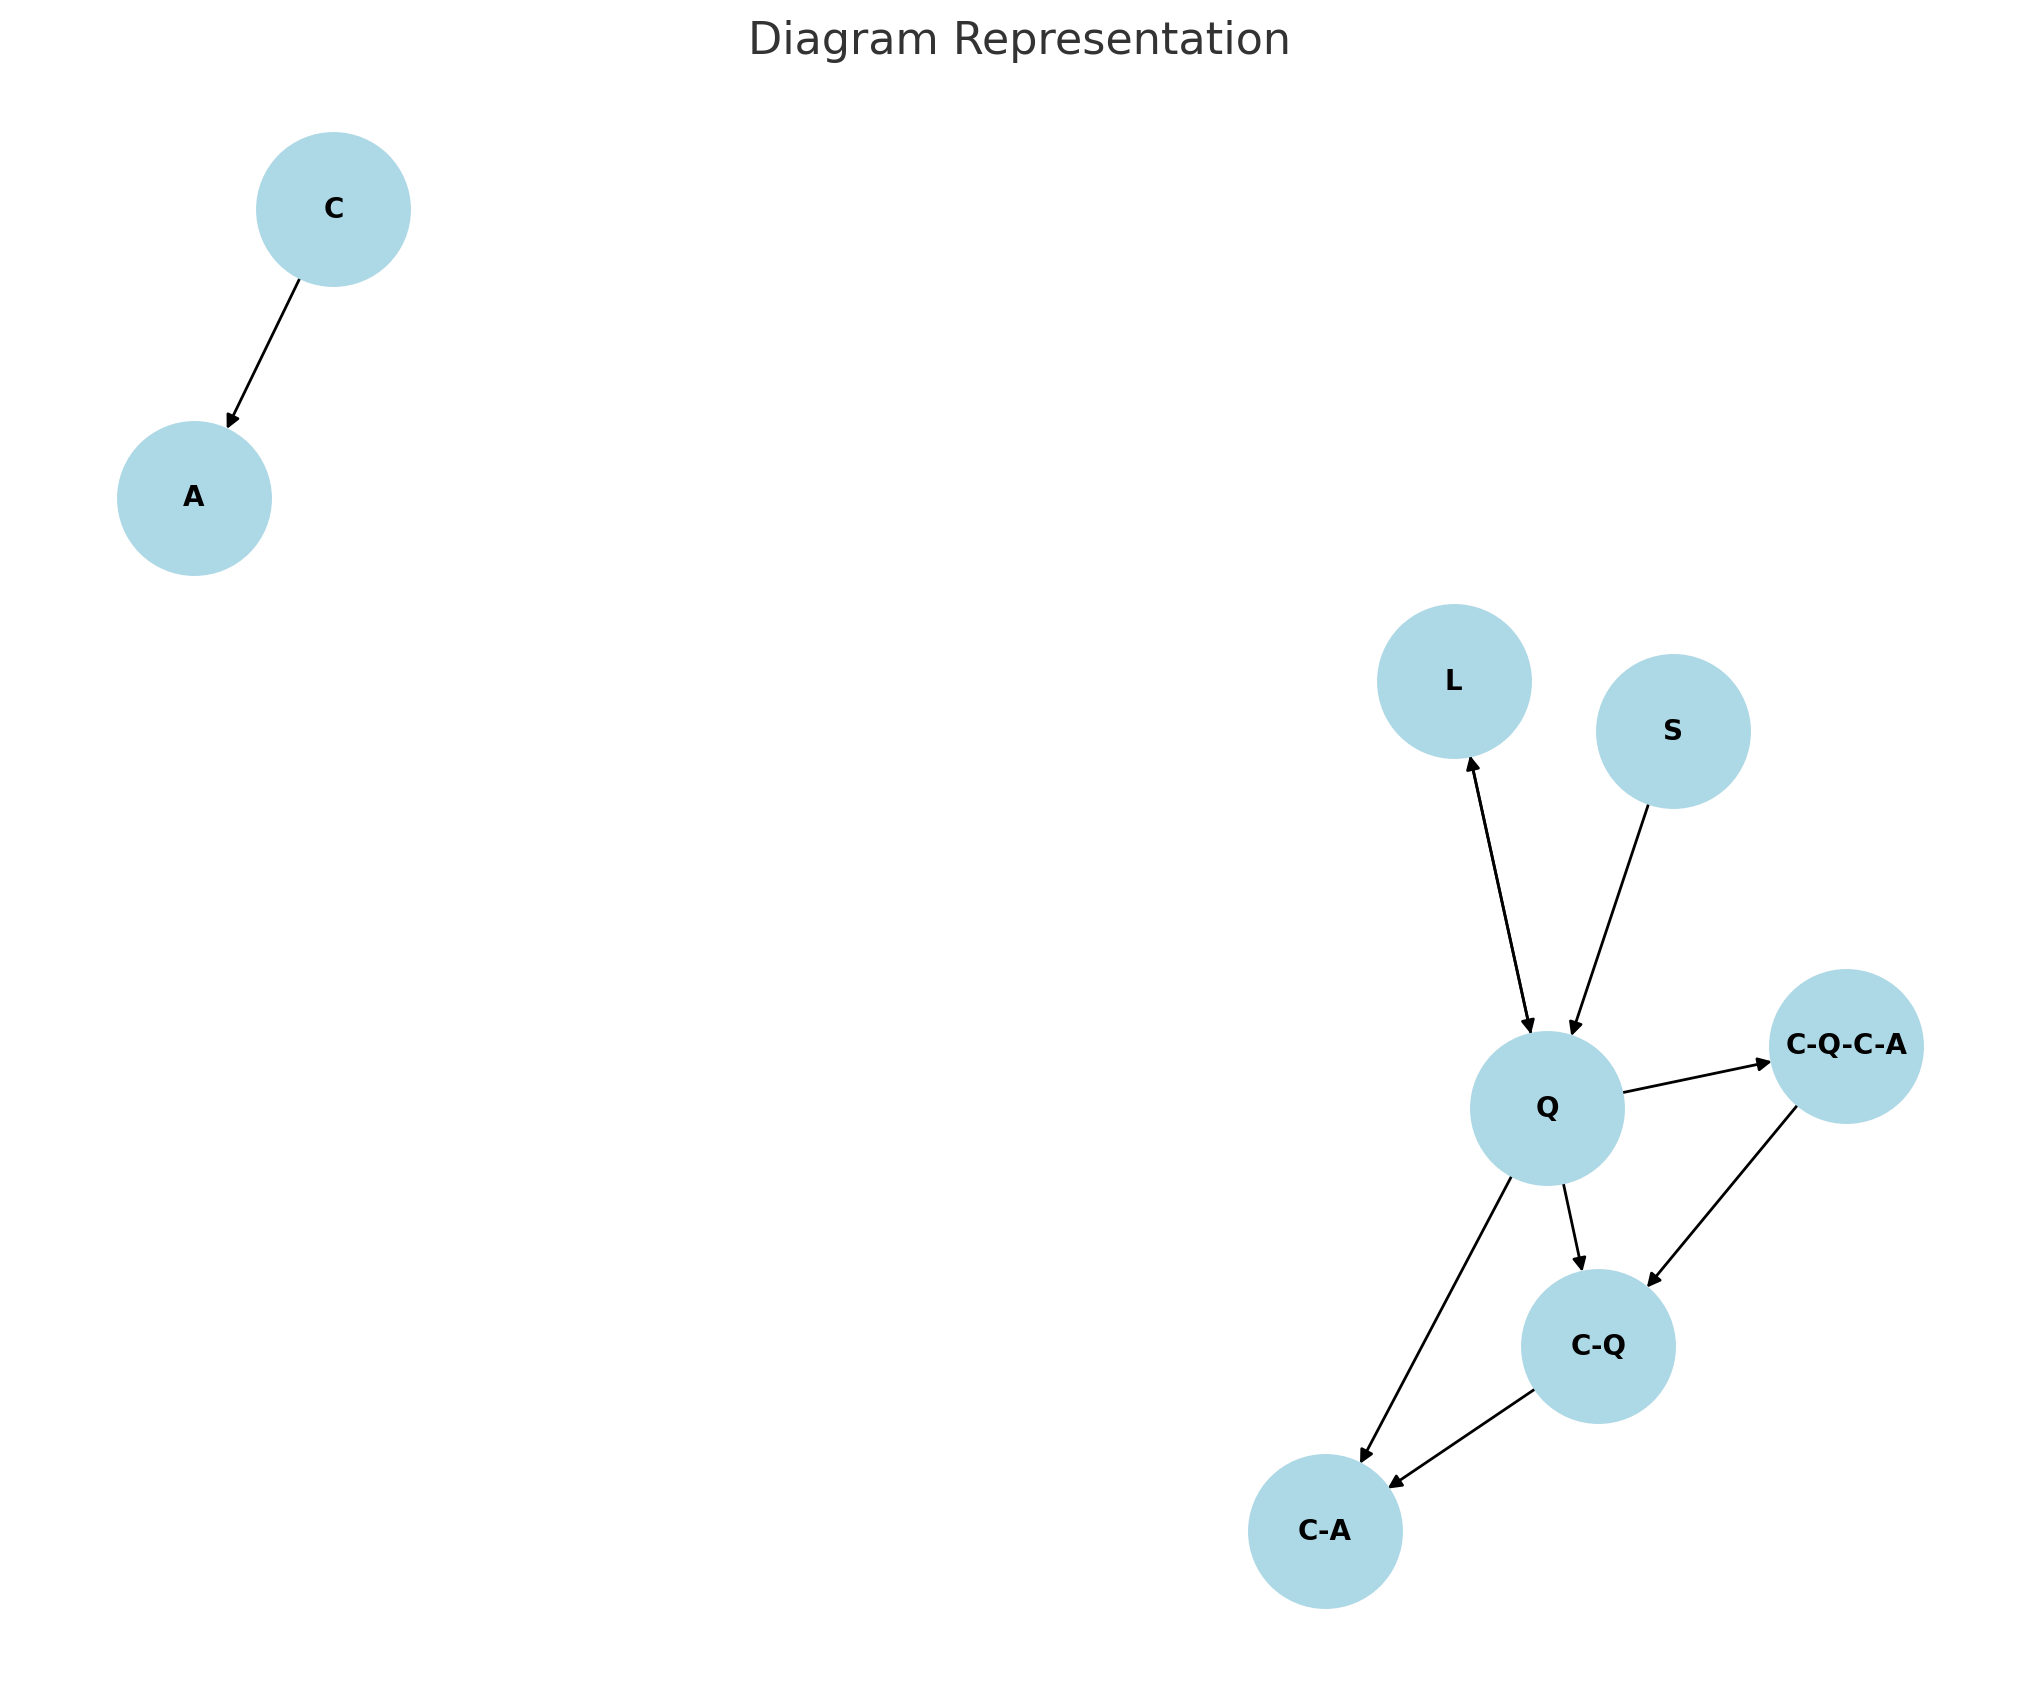 Diagram Representation
C
A
L
S
C-Q-C-A
Q
C-Q
C-A